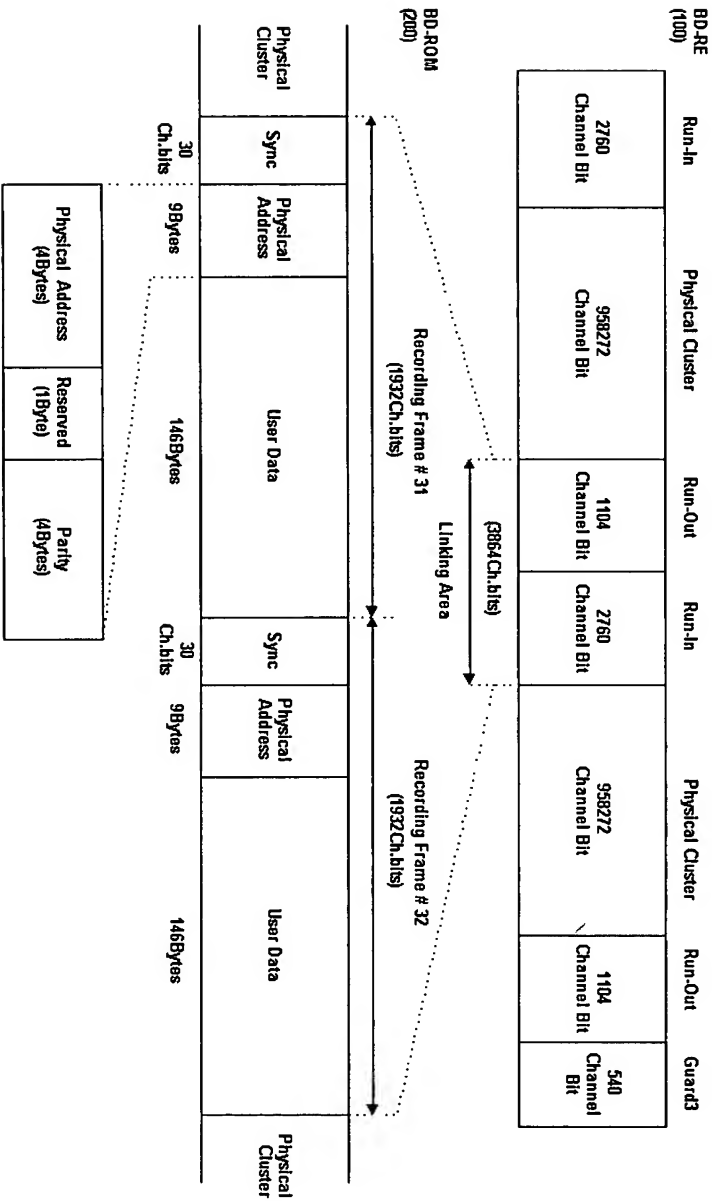 BD-RE
(100)
Run-In
Physical Cluster
Run-Out
Run-In
Physical Cluster
Run-Out
Guard3
2760
Channel Bit
958272
Channel Bit
1104
Channel Bit
2760
Channel Bit
958272
Channel Bit
1104
Channel Bit
540
Channel
Bit
(3864Ch.bits)
Linking Area
BD-ROM
(200)
Recording Frame # 31
(1932Ch.bits)
Recording Frame # 32
(1932Ch.bits)
Physical
Cluster
Sync
Physical
Address
User Data
Sync
Physical
Address
User Data
Physical
Cluster
30
Ch.bits
9Bytes
146Bytes
30
Ch.bits
9Bytes
146Bytes
Physical Address
(4Bytes)
Reserved
(1Byte)
Parity
(4Bytes)